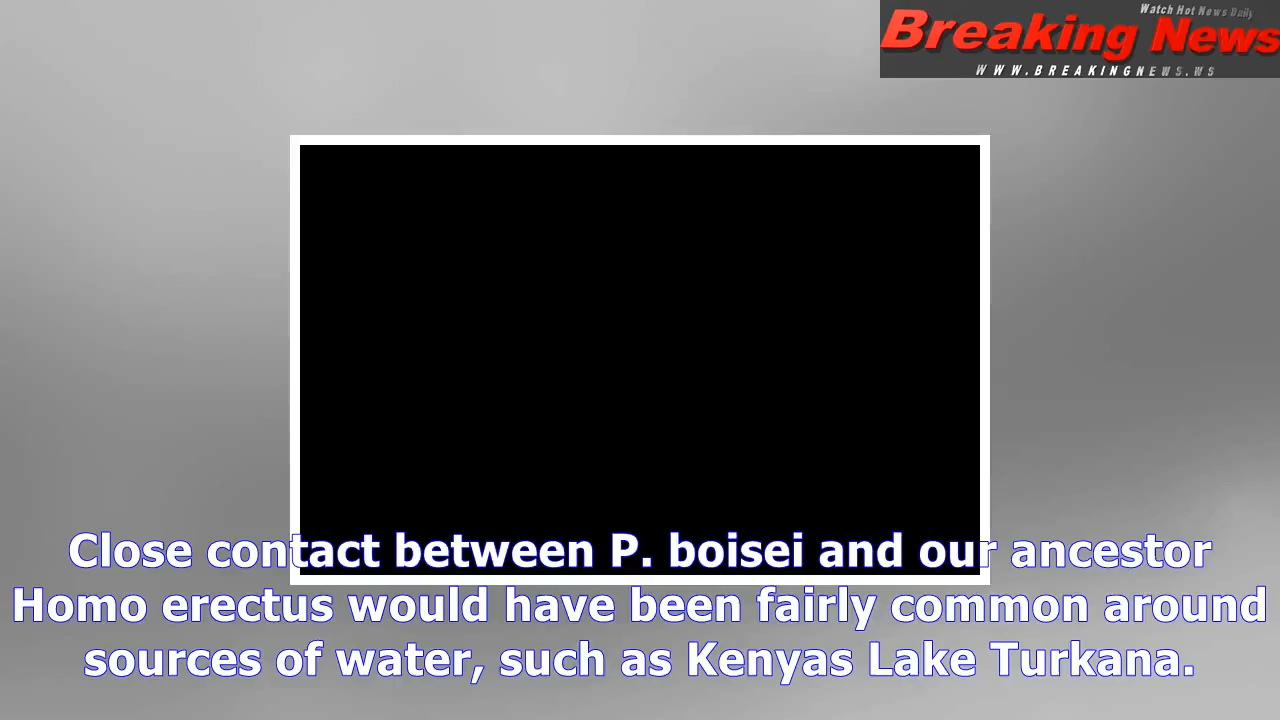 Watch Hot News Daily
Breaking News
WWW.BREAKINGNEWS.WS
Close contact between P. boisei and our ancestor
Homo erectus would have been fairly common around
sources of water, such as Kenyas Lake Turkana.